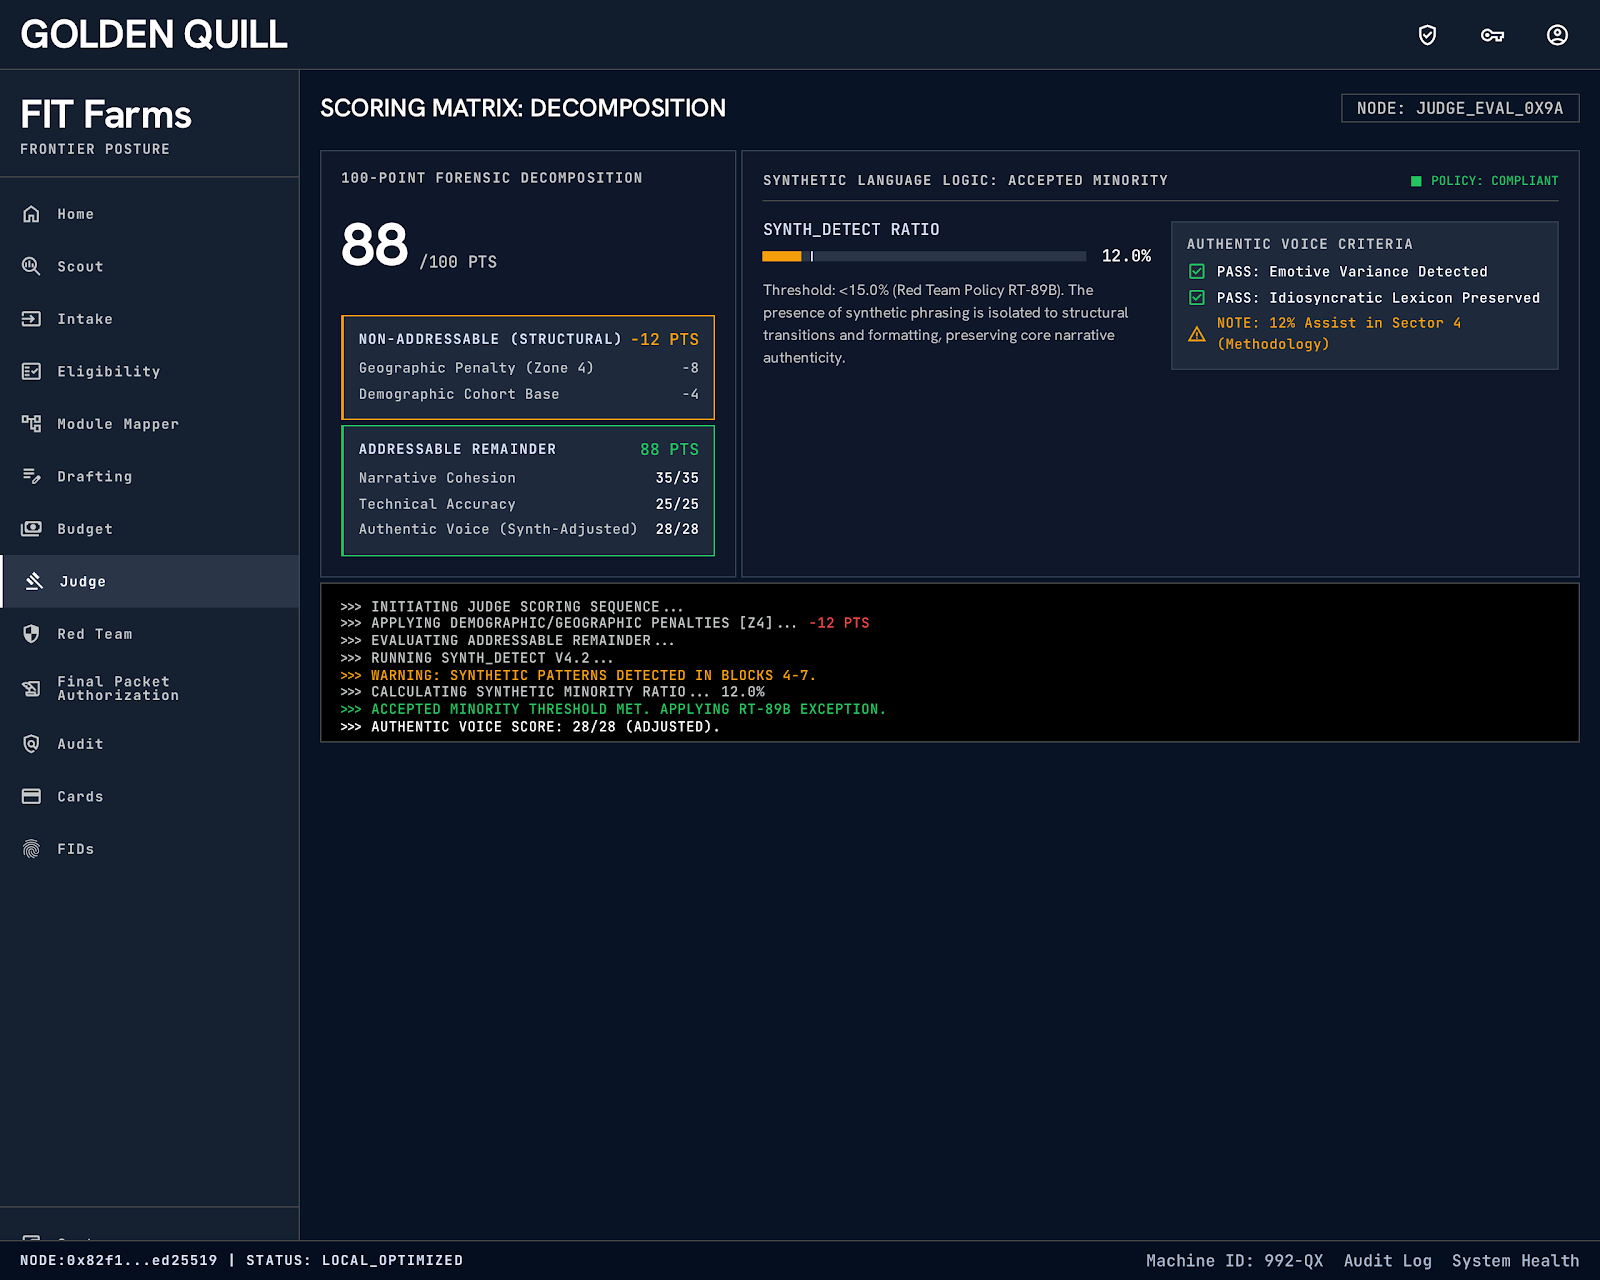 GOLDEN QUILL
FIT Farms
FRONTIER POSTURE
Home
Scout
Intake
Eligibility
Module Mapper
Drafting
Budget
Judge
Red Team
Final Packet
Authorization
Audit
Cards
FIDs
SCORING MATRIX: DECOMPOSITION
NODE: JUDGE_EVAL_0X9A
100-POINT FORENSIC DECOMPOSITION
88 /100 PTS
NON-ADDRESSABLE (STRUCTURAL) -12 PTS
Geographic Penalty (Zone 4) -8
Demographic Cohort Base -4
ADDRESSABLE REMAINDER 88 PTS
Narrative Cohesion 35/35
Technical Accuracy 25/25
Authentic Voice (Synth-Adjusted) 28/28
SYNTHETIC LANGUAGE LOGIC: ACCEPTED MINORITY
POLICY: COMPLIANT
SYNTH_DETECT RATIO
12.0%
Threshold: <15.0% (Red Team Policy RT-89B). The
presence of synthetic phrasing is isolated to structural
transitions and formatting, preserving core narrative
authenticity.
AUTHENTIC VOICE CRITERIA
PASS: Emotive Variance Detected
PASS: Idiosyncratic Lexicon Preserved
NOTE: 12% Assist in Sector 4
(Methodology)
>>> INITIATING JUDGE SCORING SEQUENCE...
>>> APPLYING DEMOGRAPHIC/GEOGRAPHIC PENALTIES [Z4]... -12 PTS
>>> EVALUATING ADDRESSABLE REMAINDER...
>>> RUNNING SYNTH_DETECT V4.2...
>>> WARNING: SYNTHETIC PATTERNS DETECTED IN BLOCKS 4-7.
>>> CALCULATING SYNTHETIC MINORITY RATIO... 12.0%
>>> ACCEPTED MINORITY THRESHOLD MET. APPLYING RT-89B EXCEPTION.
>>> AUTHENTIC VOICE SCORE: 28/28 (ADJUSTED).
NODE:0x82f1...ed25519 | STATUS: LOCAL_OPTIMIZED
Machine ID: 992-QX Audit Log System Health